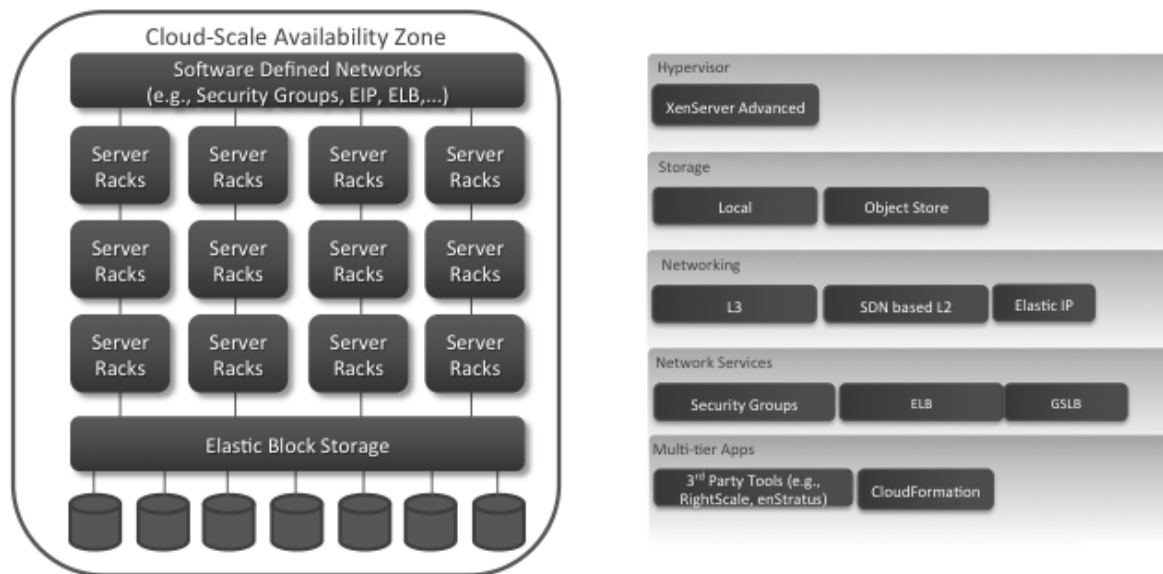 Cloud-Scale Availability Zone
Software Defined Networks
(e.g., Security Groups, EIP, ELB,...)
Server
Racks
Server
Racks
Server
Racks
Server
Racks
Server
Racks
Server
Racks
Server
Racks
Server
Racks
Server
Racks
Server
Racks
Server
Racks
Server
Racks
Elastic Block Storage
Hypervisor
XenServer Advanced
Storage
Local
Object Store
Networking
L3
SDN based L2
Elastic IP
Network Services
Security Groups
ELB
GSLB
Multi-tier Apps
3rd Party Tools (e.g.,
RightScale, enStratus)
CloudFormation